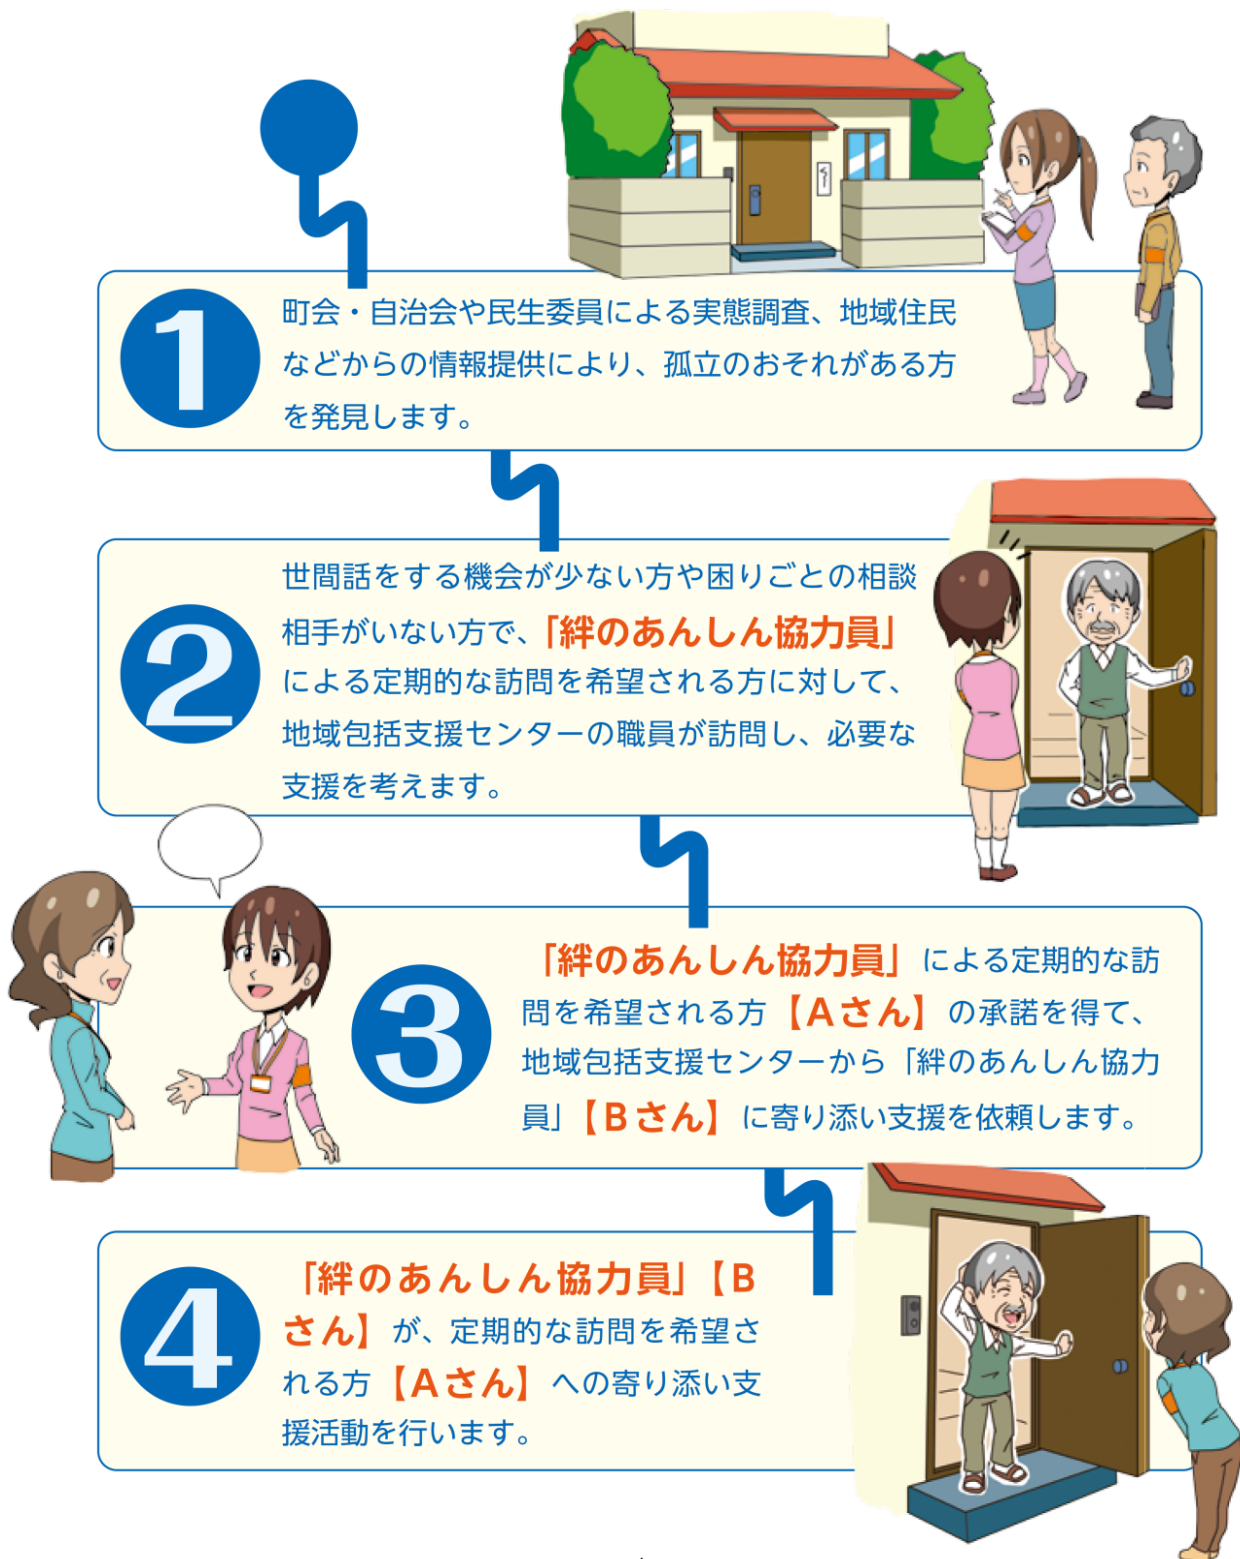 1
町会・自治会や民生委員による実態調査、地域住民
などからの情報提供により、孤立のおそれがある方
を発見します。
2
世間話をする機会が少ない方や困りごとの相談
相手がいない方で、「絆のあんしん協力員」
による定期的な訪問を希望される方に対して、
地域包括支援センターの職員が訪問し、必要な
支援を考えます。
3
「絆のあんしん協力員」による定期的な訪
問を希望される方【Aさん】の承諾を得て、
地域包括支援センターから「絆のあんしん協力
員」【Bさん】に寄り添い支援を依頼します。
4
「絆のあんしん協力員」【B
さん】が、定期的な訪問を希望さ
れる方【Aさん】への寄り添い支
援活動を行います。